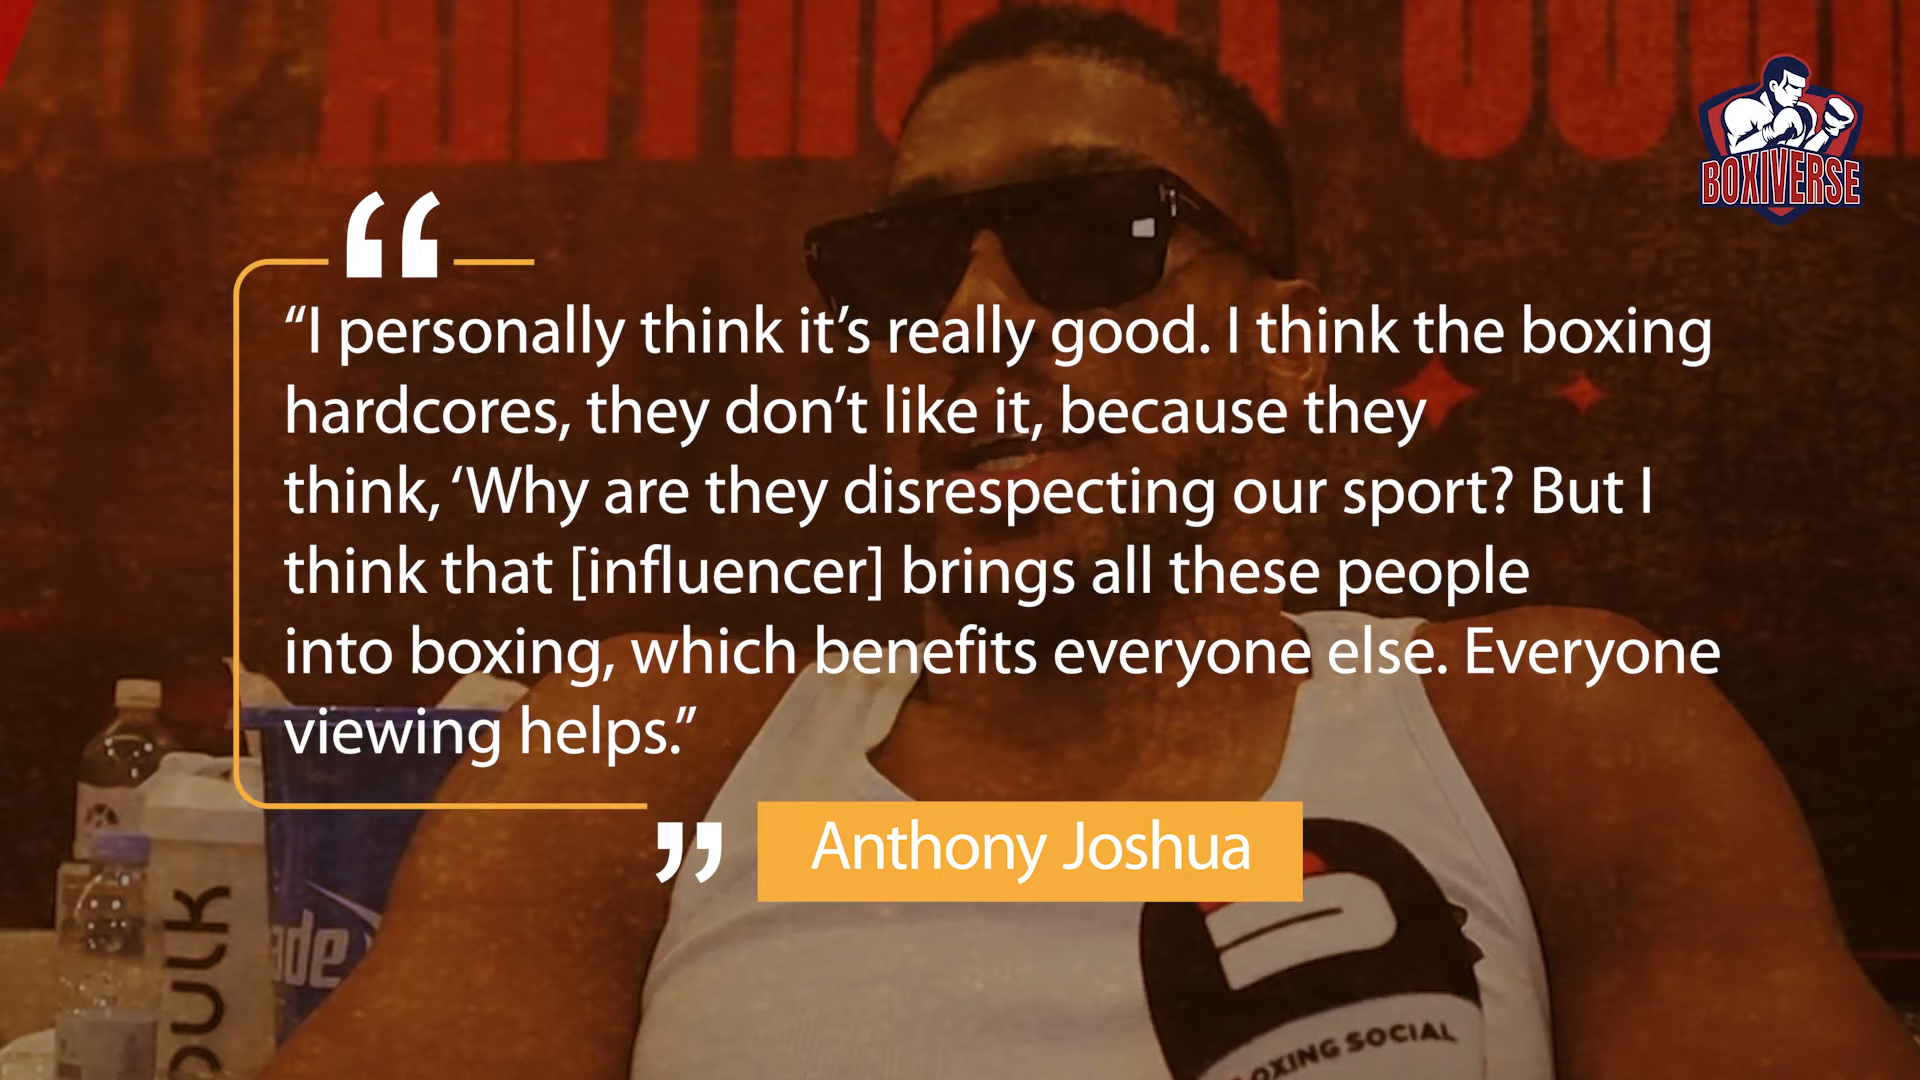 BOXIVERSE
“I personally think it’s really good. I think the boxing
hardcores, they don’t like it, because they
think, ‘Why are they disrespecting our sport? But I
think that [influencer] brings all these people
into boxing, which benefits everyone else. Everyone
viewing helps.”
Anthony Joshua
BOXING SOCIAL